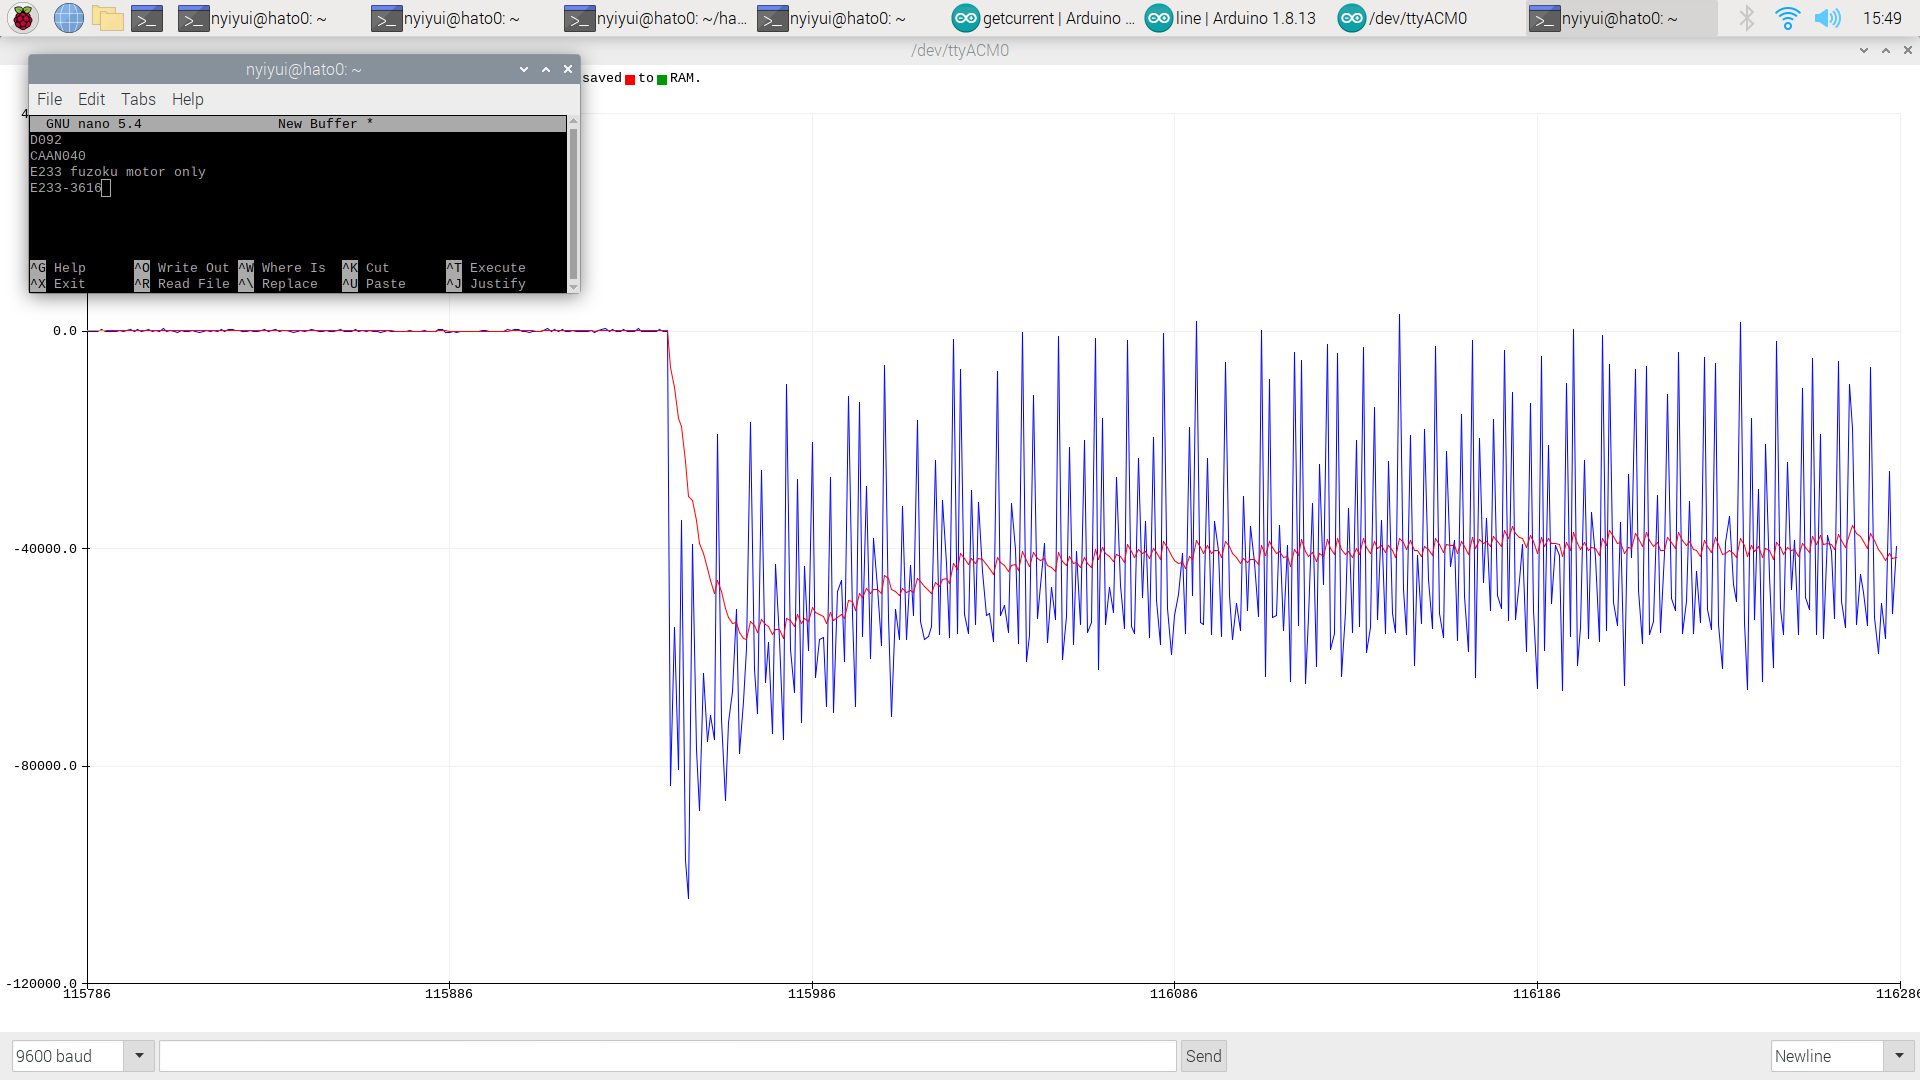 nyiyui@hato0: ~
nyiyui@hato0: ~
nyiyui@hato0: ~/ha...
nyiyui@hato0: ~
getcurrent | Arduino ...
line | Arduino 1.8.13
/dev/ttyACM0
nyiyui@hato0: ~
15:49
/dev/ttyACM0
nyiyui@hato0: ~
File Edit Tabs Help
GNU nano 5.4 New Buffer *
D092
CAAN040
E233 fuzoku motor only
E233-3616
^G Help ^O Write Out ^W Where Is ^K Cut ^T Execute
^X Exit ^R Read File ^\ Replace ^U Paste ^J Justify
saved to RAM.
4
0.0
-40000.0
-80000.0
-120000.0
115786 115886 115986 116086 116186 116286
9600 baud
Send
Newline